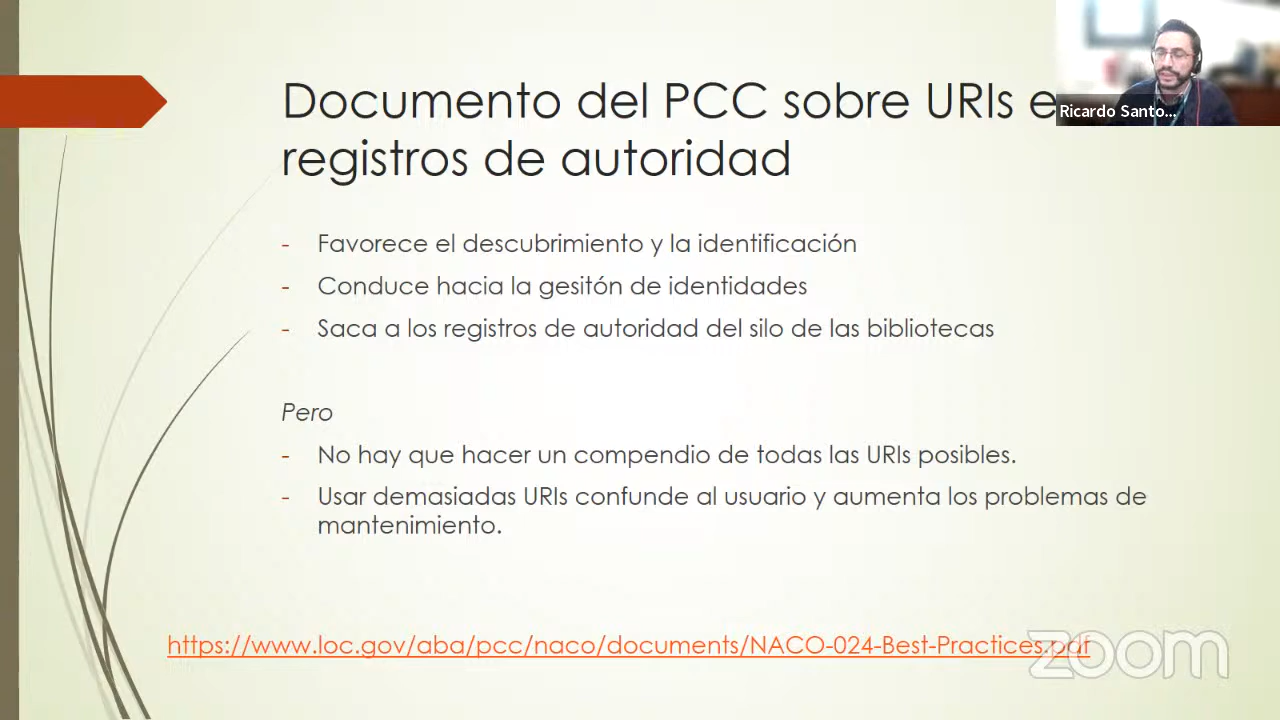 Documento del PCC sobre URIs e
registros de autoridad
Ricardo Santo...
- Favorece el descubrimiento y la identificación
- Conduce hacia la gesitón de identidades
- Saca a los registros de autoridad del silo de las bibliotecas
Pero
- No hay que hacer un compendio de todas las URIs posibles.
- Usar demasiadas URIs confunde al usuario y aumenta los problemas de
mantenimiento.
https://www.loc.gov/aba/pcc/naco/documents/NACO-024-Best-Practices.pdf
zoom